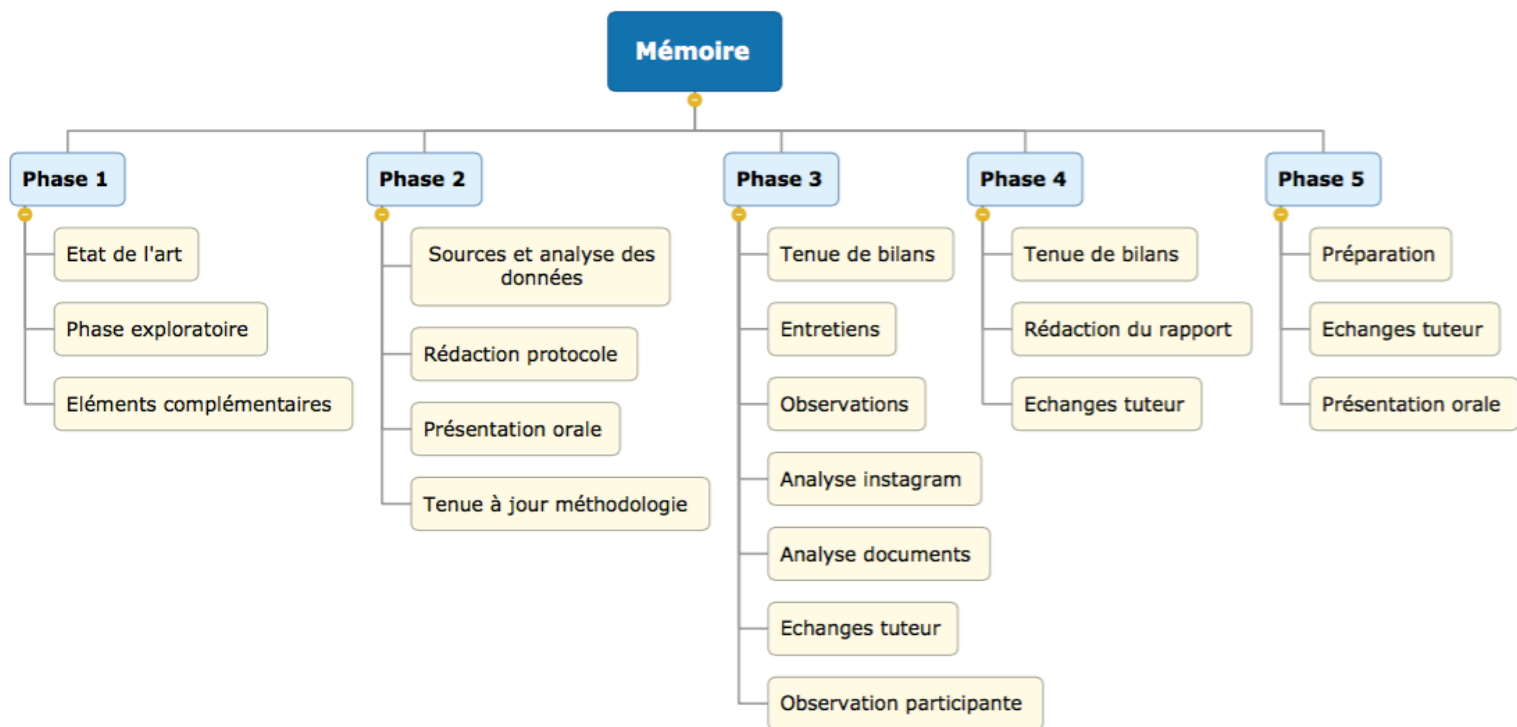 Mémoire
Phase 1
Etat de l'art
Phase exploratoire
Eléments complémentaires
Phase 2
Sources et analyse des
données
Rédaction protocole
Présentation orale
Tenue à jour méthodologie
Phase 3
Tenue de bilans
Entretiens
Observations
Analyse instagram
Analyse documents
Echanges tuteur
Observation participante
Phase 4
Tenue de bilans
Rédaction du rapport
Echanges tuteur
Phase 5
Préparation
Echanges tuteur
Présentation orale